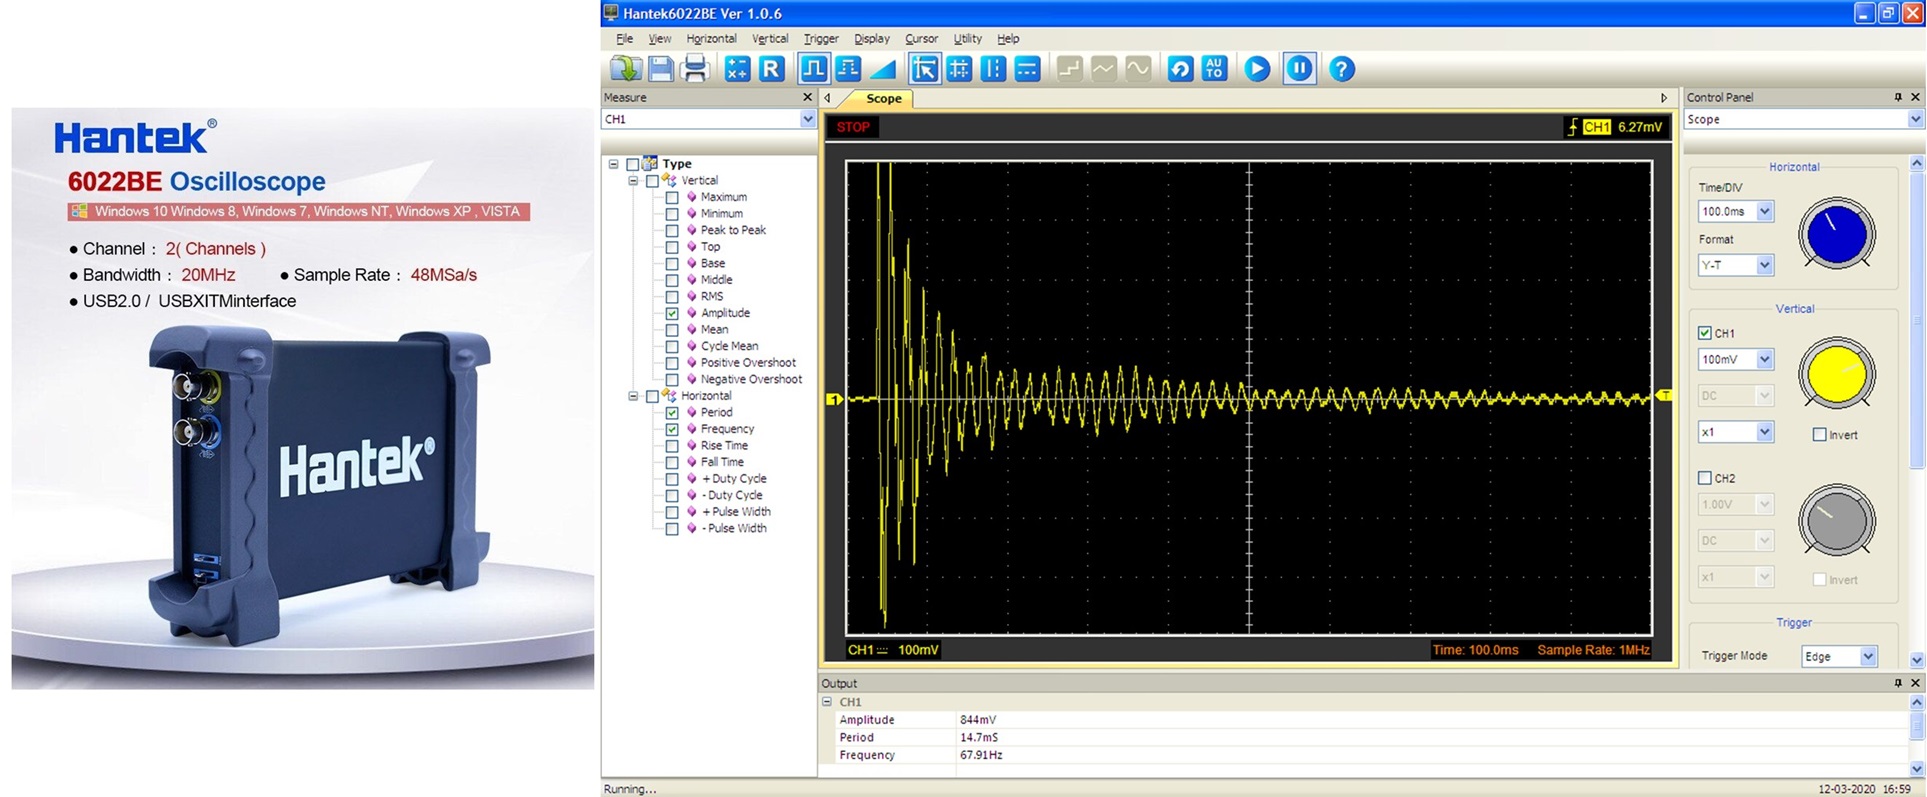 Hantek®
6022BE Oscilloscope
Windows 10 Windows 8, Windows 7, Windows NT, Windows XP , VISTA
● Channel : 2( Channels )
● Bandwidth : 20MHz ● Sample Rate : 48MSa/s
● USB2.0 / USBXITMinterface
Hantek®
Hantek6022BE Ver 1.0.6
File View Horizontal Vertical Trigger Display Cursor Utility Help
R
AUTO
?
Measure
CH1
Type
Vertical
Maximum
Minimum
Peak to Peak
Top
Base
Middle
RMS
Amplitude
Mean
Cycle Mean
Positive Overshoot
Negative Overshoot
Horizontal
Period
Frequency
Rise Time
Fall Time
+Duty Cycle
-Duty Cycle
+Pulse Width
-Pulse Width
Scope
STOP
CH1 6.27mV
1
T
CH1 100mV
Time: 100.0ms Sample Rate: 1MHz
Control Panel
Scope
Horizontal
Time/DIV
100.0ms
Format
Y-T
Vertical
CH1
100mV
DC
x1
Invert
CH2
1.00V
DC
x1
Invert
Trigger
Trigger Mode Edge
Output
CH1
Amplitude 844mV
Period 14.7mS
Frequency 67.91Hz
Running...
12-03-2020 16:59